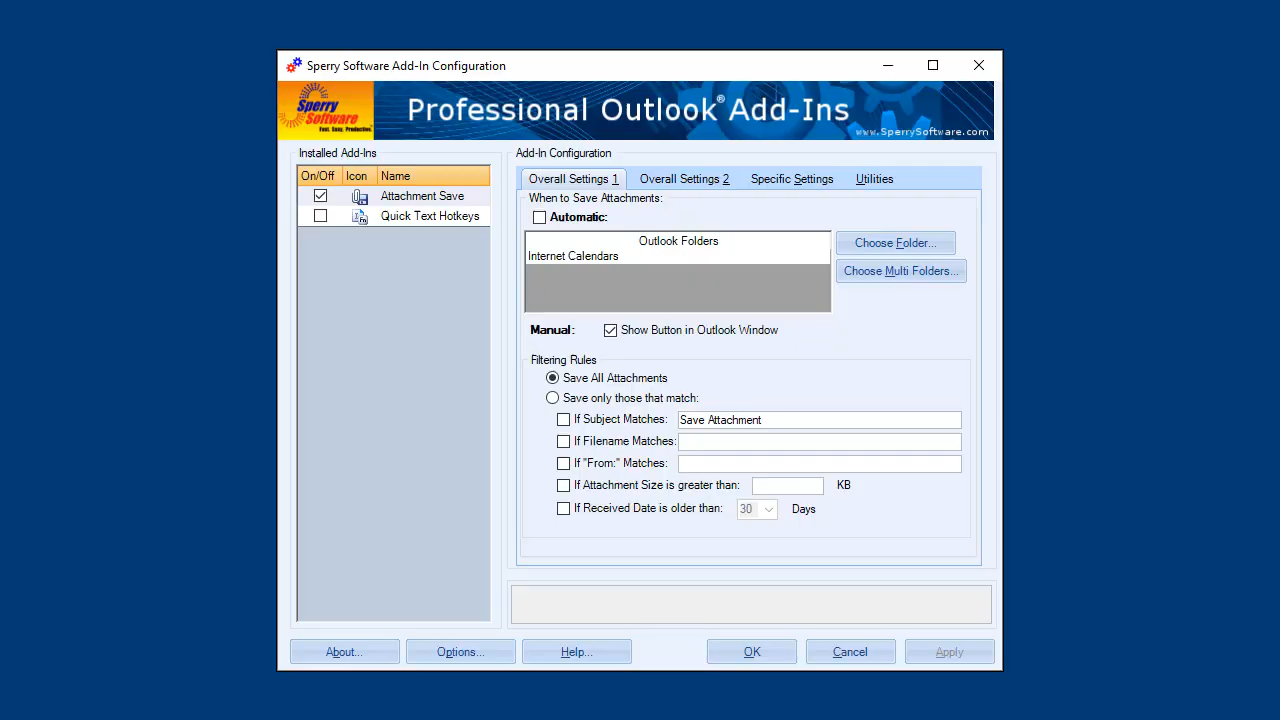 Sperry Software Add-In Configuration
Sperry Software
Fast. Easy. Productive.
Professional Outlook® Add-Ins
www.SperrySoftware.com
Installed Add-Ins
On/Off Icon Name
Attachment Save
Quick Text Hotkeys
Add-In Configuration
Overall Settings 1 Overall Settings 2 Specific Settings Utilities
When to Save Attachments:
Automatic:
Outlook Folders
Internet Calendars
Choose Folder...
Choose Multi Folders...
Manual: Show Button in Outlook Window
Filtering Rules
Save All Attachments
Save only those that match:
If Subject Matches: Save Attachment
If Filename Matches:
If "From:" Matches:
If Attachment Size is greater than: KB
If Received Date is older than: 30 Days
About... Options... Help... OK Cancel Apply